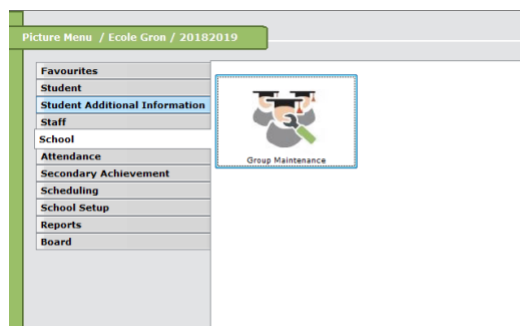 Picture Menu / Ecole Gron / 20182019
Favourites
Student
Student Additional Information
Staff
School
Attendance
Secondary Achievement
Scheduling
School Setup
Reports
Board
Group Maintenance